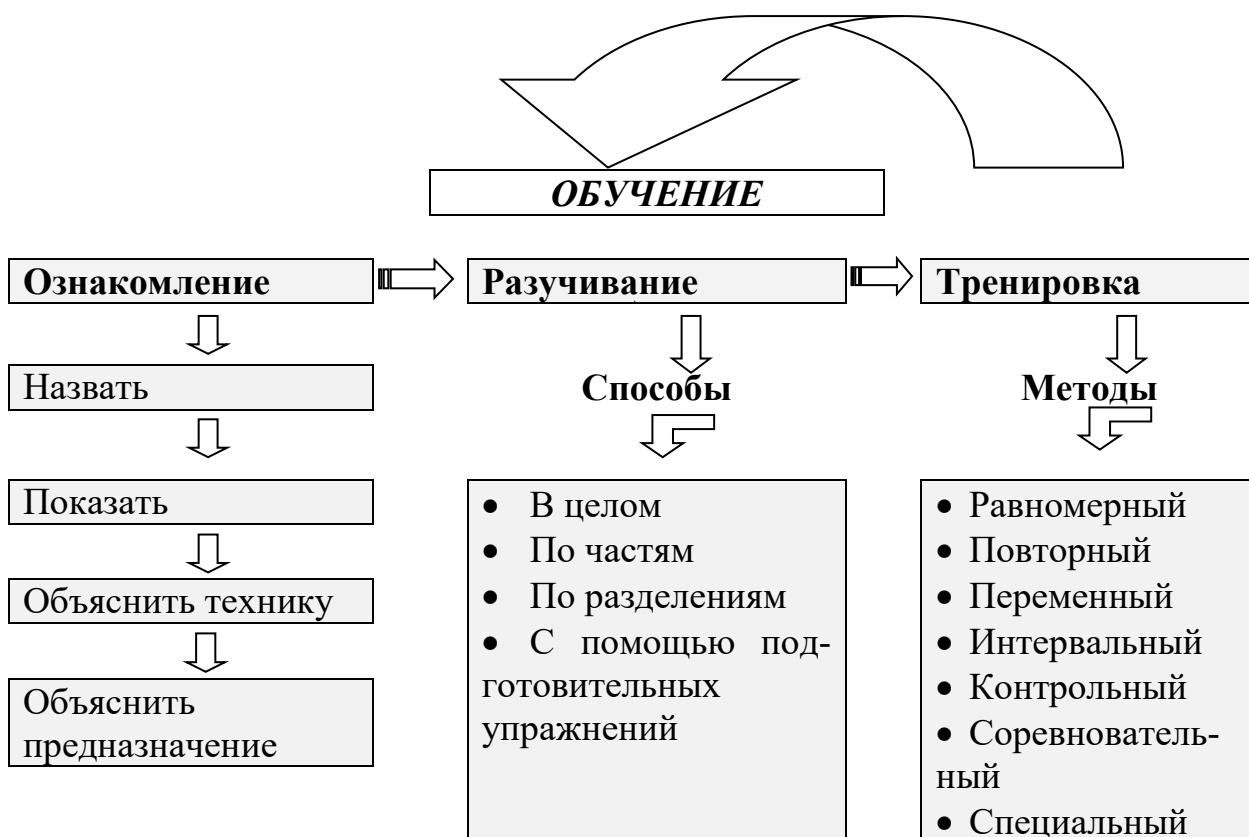 ОБУЧЕНИЕ
Ознакомление
Разучивание
Тренировка
Назвать
Показать
Объяснить технику
Объяснить
предназначение
Способы
• В целом
• По частям
• По разделениям
• С помощью под-
готовительных
упражнений
Методы
• Равномерный
• Повторный
• Переменный
• Интервальный
• Контрольный
• Соревнователь-
ный
• Специальный